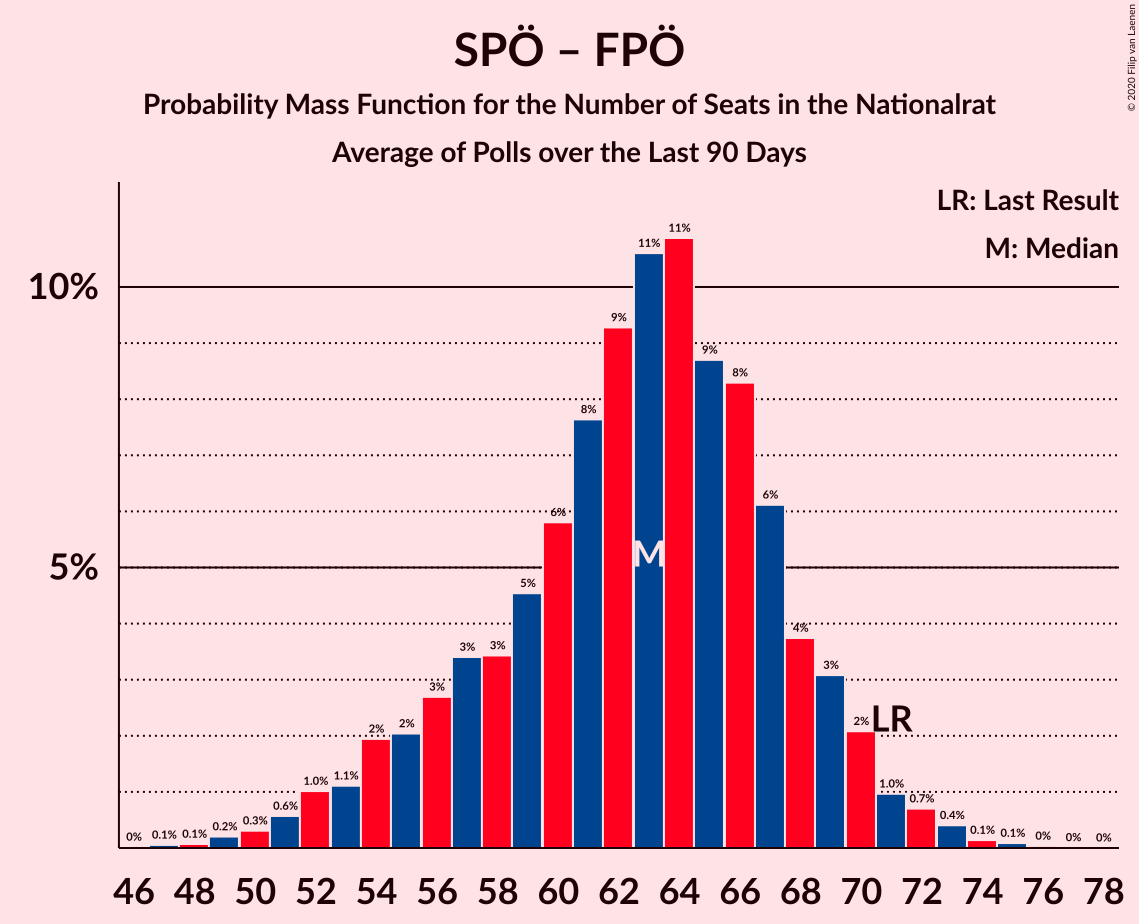 SPÖ – FPÖ
Probability Mass Function for the Number of Seats in the Nationalrat
Average of Polls over the Last 90 Days
© 2020 Filip van Laenen
LR: Last Result
M: Median
10%
5%
0% 0.1% 0.1% 0.2% 0.3% 0.6% 1.0% 1.1% 2% 2% 3% 3% 3% 5% 6% 8% 9% 11% 11% 9% 8% 6% 4% 3% 2% 1.0% 0.7% 0.4% 0.1% 0.1% 0% 0% 0%
M
LR
46 48 50 52 54 56 58 60 62 64 66 68 70 72 74 76 78